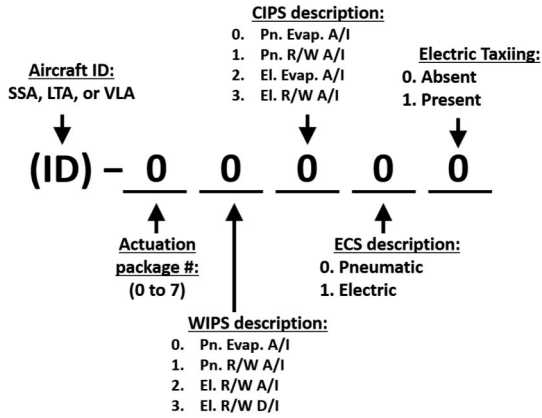 CIPS description:
0. Pn. Evap. A/I
1. Pn. R/W A/I
2. El. Evap. A/I
3. El. R/W A/I
Electric Taxiing:
0. Absent
1. Present
Aircraft ID:
SSA, LTA, or VLA
(ID) – 0 0 0 0 0
Actuation
package #:
(0 to 7)
ECS description:
0. Pneumatic
1. Electric
WIPS description:
0. Pn. Evap. A/I
1. Pn. R/W A/I
2. El. R/W A/I
3. El. R/W D/I